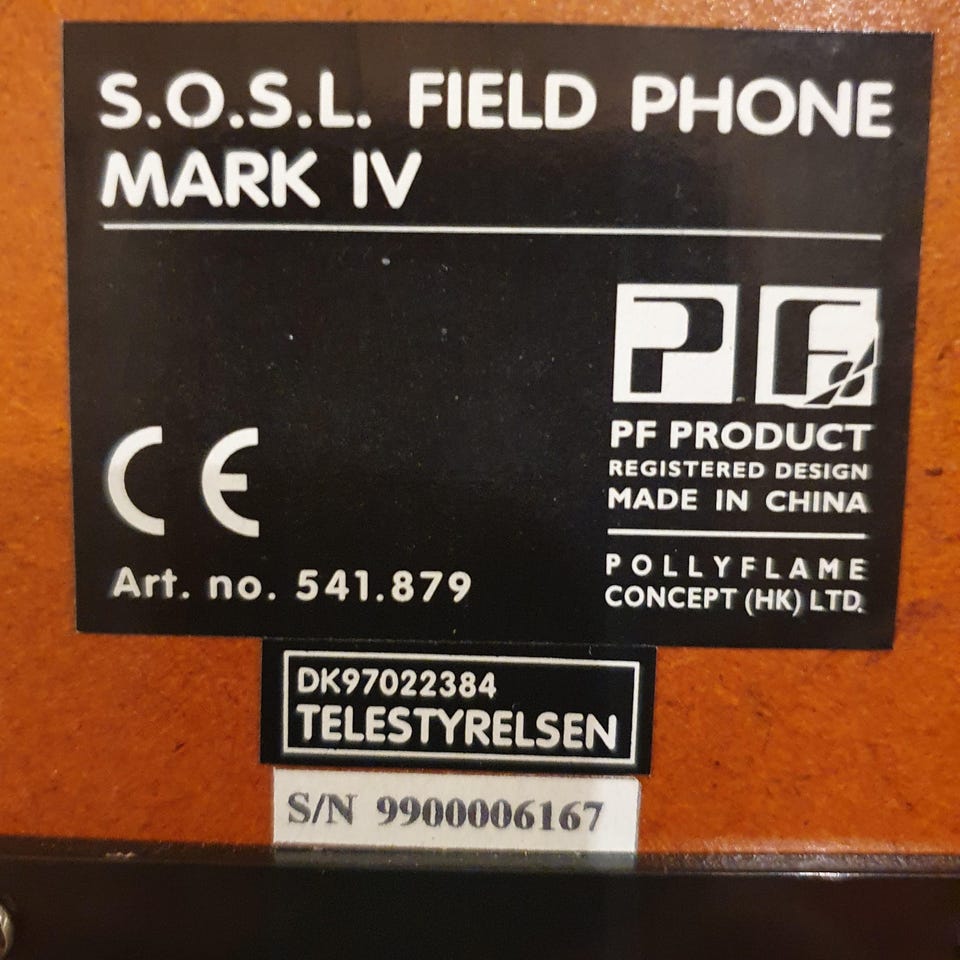 S.O.S.L. FIELD PHONE
MARK IV
PF
PF PRODUCT
REGISTERED DESIGN
MADE IN CHINA
POLLYFLAME
CONCEPT (HK) LTD.
CE
Art. no. 541.879
DK97022384
TELESTYRELSEN
S/N 9900006167